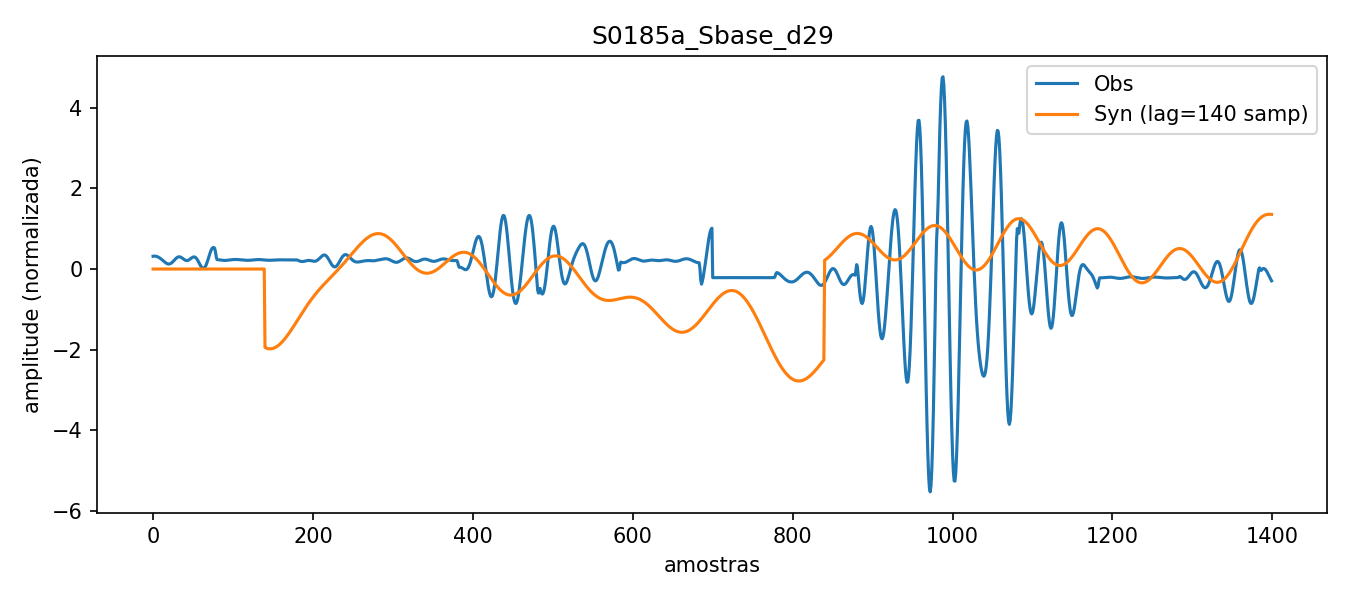 S0185a_Sbase_d29
Obs
Syn (lag=140 samp)
amplitude (normalizada)
4
2
0
−2
−4
−6
0 200 400 600 800 1000 1200 1400
amostras